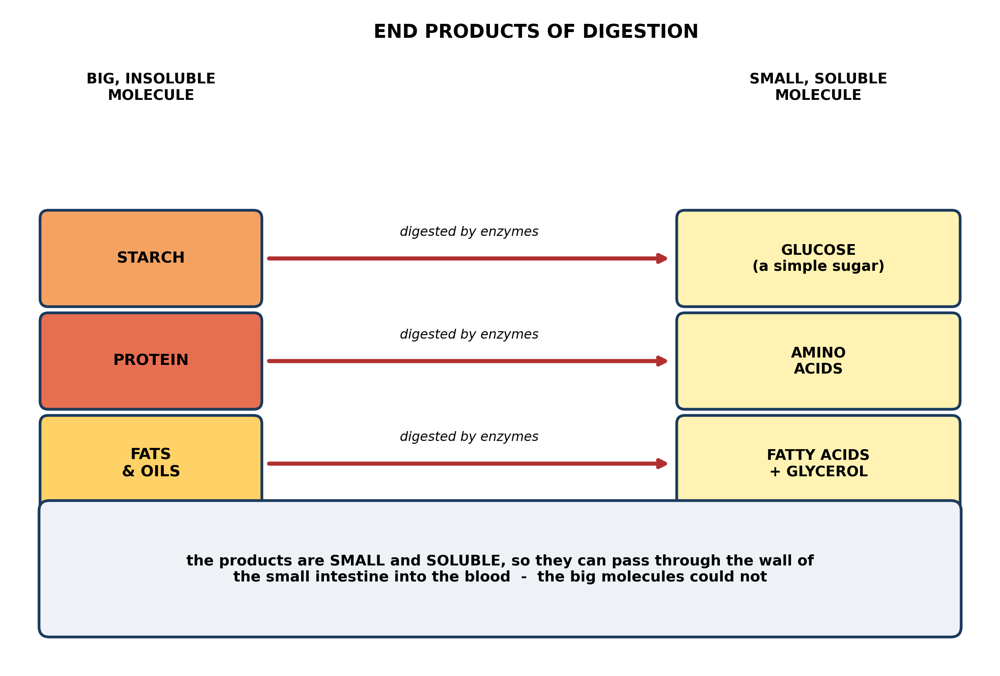 END PRODUCTS OF DIGESTION
BIG, INSOLUBLE
MOLECULE
SMALL, SOLUBLE
MOLECULE
STARCH
digested by enzymes
GLUCOSE
(a simple sugar)
PROTEIN
digested by enzymes
AMINO
ACIDS
FATS
& OILS
digested by enzymes
FATTY ACIDS
+ GLYCEROL
the products are SMALL and SOLUBLE, so they can pass through the wall of
the small intestine into the blood - the big molecules could not